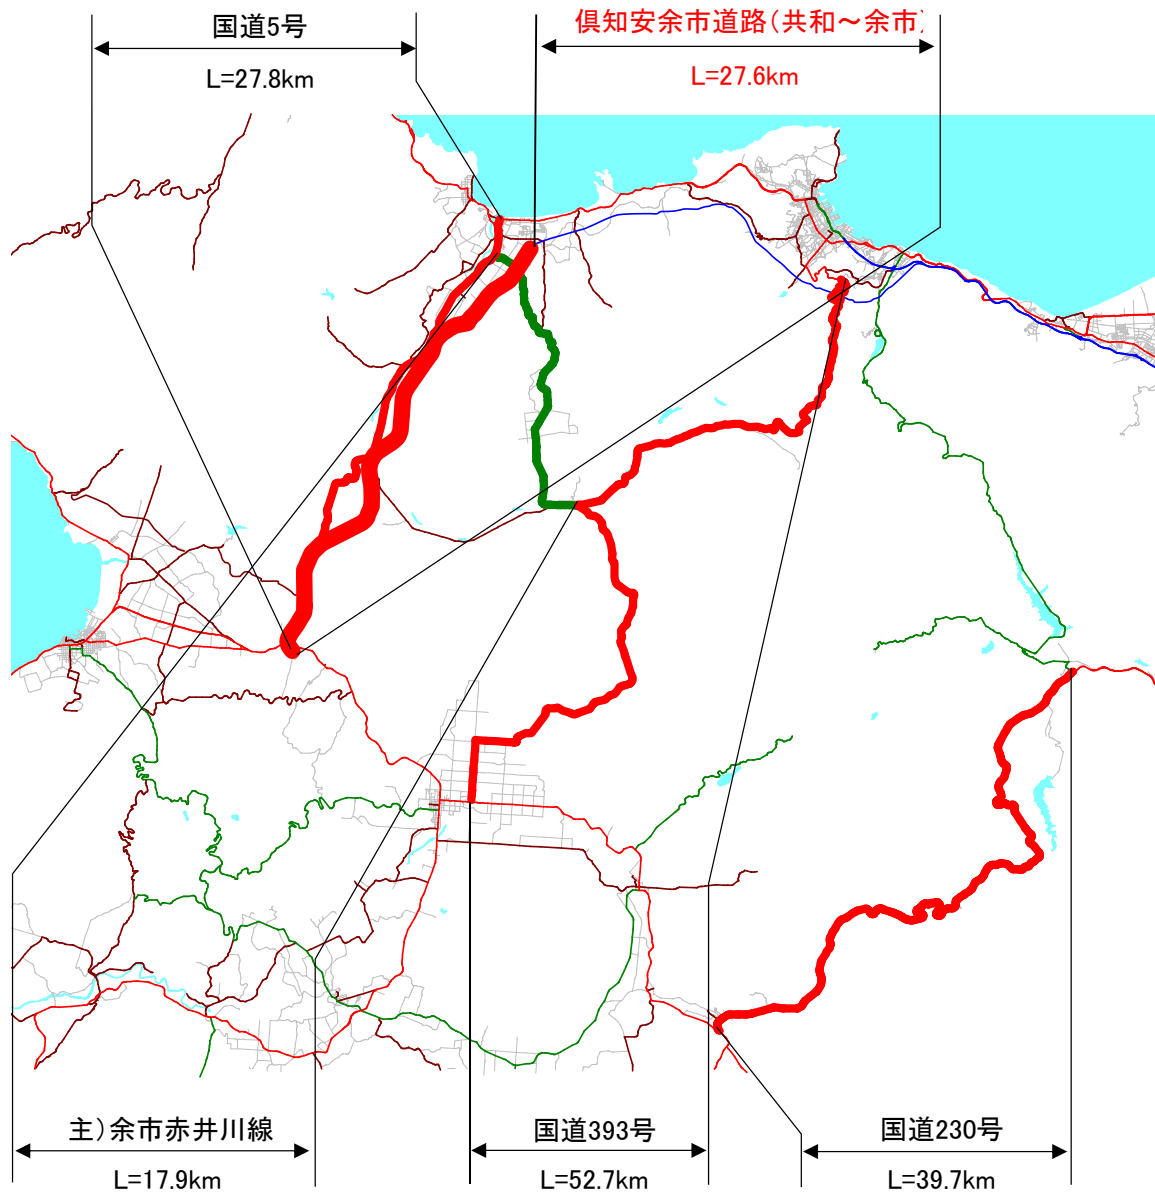 国道5号
L=27.8km
倶知安余市道路(共和～余市)
L=27.6km
主)余市赤井川線
L=17.9km
国道393号
L=52.7km
国道230号
L=39.7km